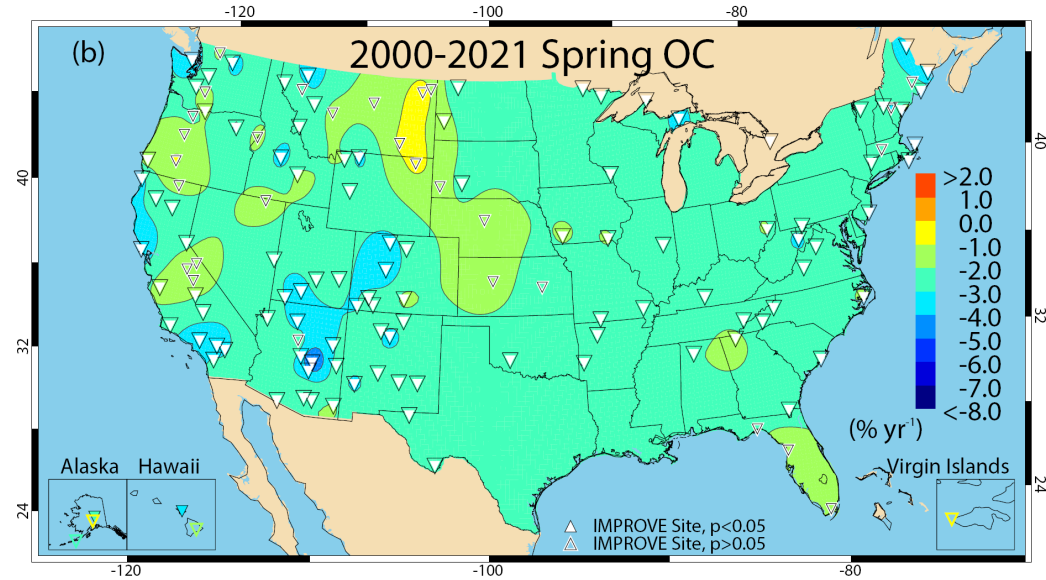 -120 -100 -80
(b) 2000-2021 Spring OC
40 40
>2.0
1.0
0.0
-1.0
-2.0
-3.0
-4.0
-5.0
-6.0
-7.0
<-8.0
32 32
(% yr⁻¹)
Alaska Hawaii Virgin Islands
24 24
IMPROVE Site, p<0.05
IMPROVE Site, p>0.05
-120 -100 -80